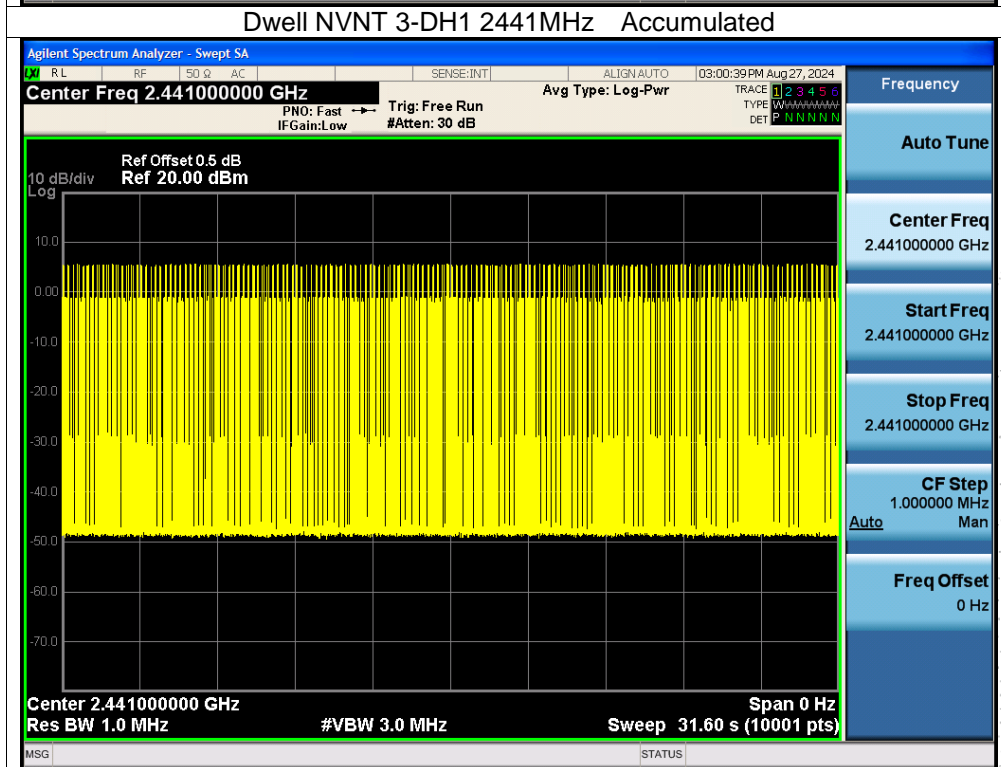 Dwell NVNT 3-DH1 2441MHz Accumulated
Agilent Spectrum Analyzer - Swept SA
LXI RL RF 50 Ω AC SENSE:INT ALIGN AUTO 03:00:39 PM Aug 27, 2024
Center Freq 2.441000000 GHz Avg Type: Log-Pwr TRACE 1 2 3 4 5 6
PNO: Fast Trig: Free Run TYPE WWWWWW
IFGain:Low #Atten: 30 dB DET P N N N N N
Frequency
Auto Tune
Ref Offset 0.5 dB
10 dB/div Ref 20.00 dBm
Log
10.0
0.00
-10.0
-20.0
-30.0
-40.0
-50.0
-60.0
-70.0
Center Freq
2.441000000 GHz
Start Freq
2.441000000 GHz
Stop Freq
2.441000000 GHz
CF Step
1.000000 MHz
Auto Man
Freq Offset
0 Hz
Center 2.441000000 GHz Span 0 Hz
Res BW 1.0 MHz #VBW 3.0 MHz Sweep 31.60 s (10001 pts)
MSG STATUS